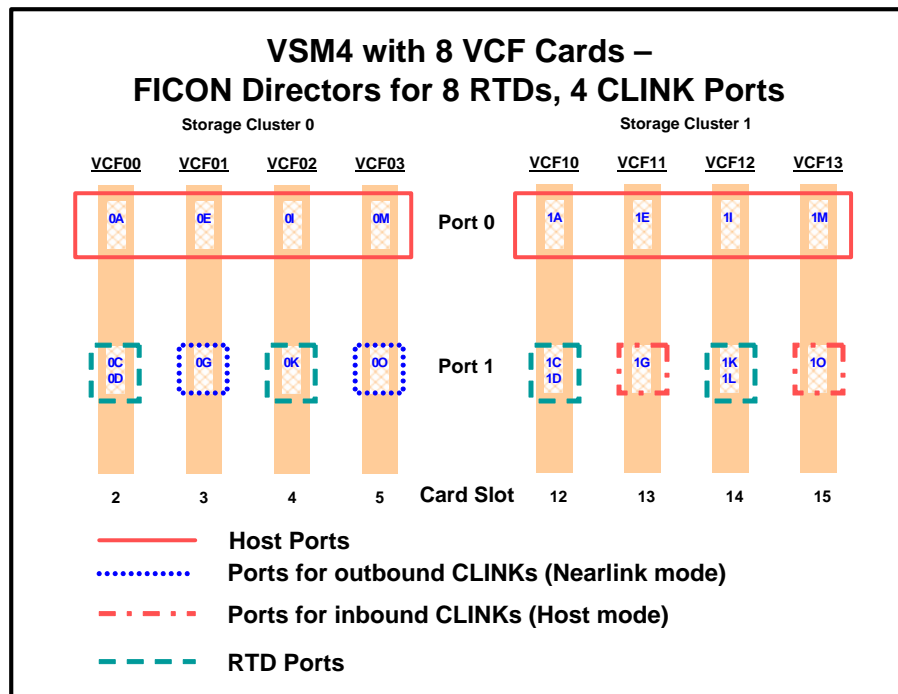 VSM4 with 8 VCF Cards –
FICON Directors for 8 RTDs, 4 CLINK Ports
Storage Cluster 0
Storage Cluster 1
VCF00 VCF01 VCF02 VCF03 VCF10 VCF11 VCF12 VCF13
0A 0E 0I 0M Port 0 1A 1E 1I 1M
0C 0G 0K 0O Port 1 1C 1G 1K 1O
0D 1D 1L
2 3 4 5 Card Slot 12 13 14 15
Host Ports
Ports for outbound CLINKs (Nearlink mode)
Ports for inbound CLINKs (Host mode)
RTD Ports